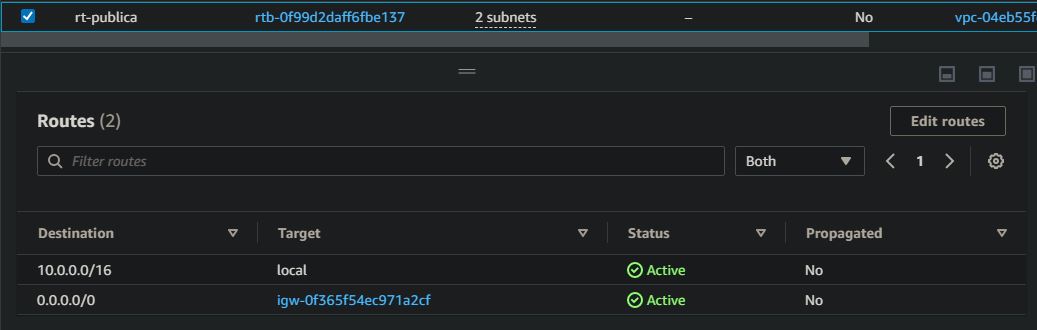 rt-publica rtb-0f99d2daff6fbe137 2 subnets – No vpc-04eb55f
Routes (2) Edit routes
Filter routes Both 1
Destination Target Status Propagated
10.0.0.0/16 local Active No
0.0.0.0/0 igw-0f365f54ec971a2cf Active No